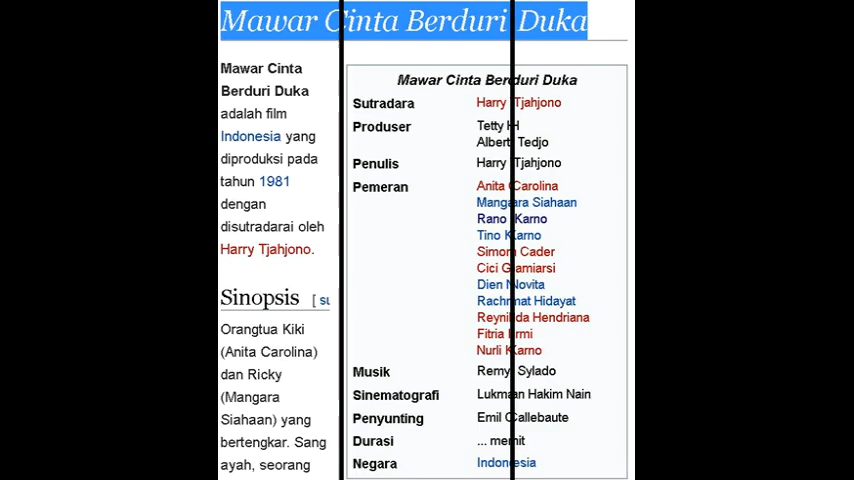 Mawar Cinta Berduri Duka
Mawar Cinta
Berduri Duka
adalah film
Indonesia yang
diproduksi pada
tahun 1981
dengan
disutradarai oleh
Harry Tjahjono.
Sinopsis [ su
Orangtua Kiki
(Anita Carolina)
dan Ricky
(Mangara
Siahaan) yang
bertengkar. Sang
ayah, seorang
Mawar Cinta Berduri Duka
Sutradara Harry Tjahjono
Produser Tetty
Albert Tedjo
Penulis Harry Tjahjono
Pemeran Anita Carolina
Mangara Siahaan
Rano Karno
Tino Karno
Simon Cader
Cici
Dien Novita
Rachmat Hidayat
Hendriana
Fitria
Nurli Karno
Musik Remy Sylado
Sinematografi Lukman Hakim Nain
Penyunting Emil Callebaute
Durasi ... menit
Negara Indonesia